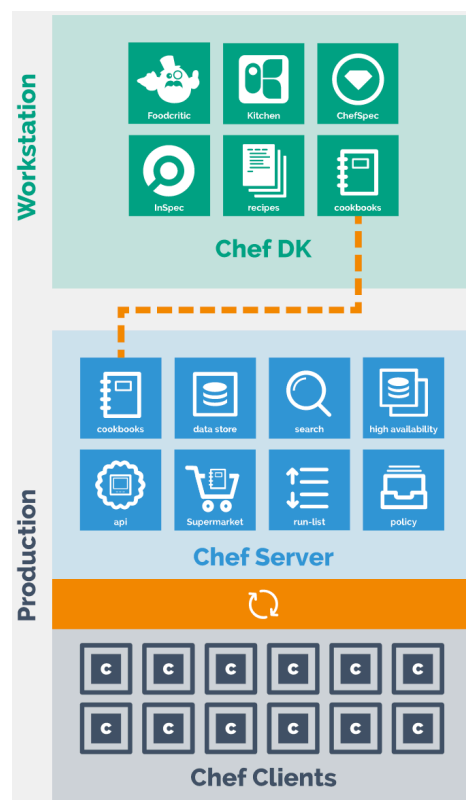 Workstation
Foodcritic
Kitchen
ChefSpec
InSpec
recipes
cookbooks
Chef DK
Production
cookbooks
data store
search
high availability
api
Supermarket
run-list
policy
Chef Server
C C C C C C
C C C C C C
Chef Clients